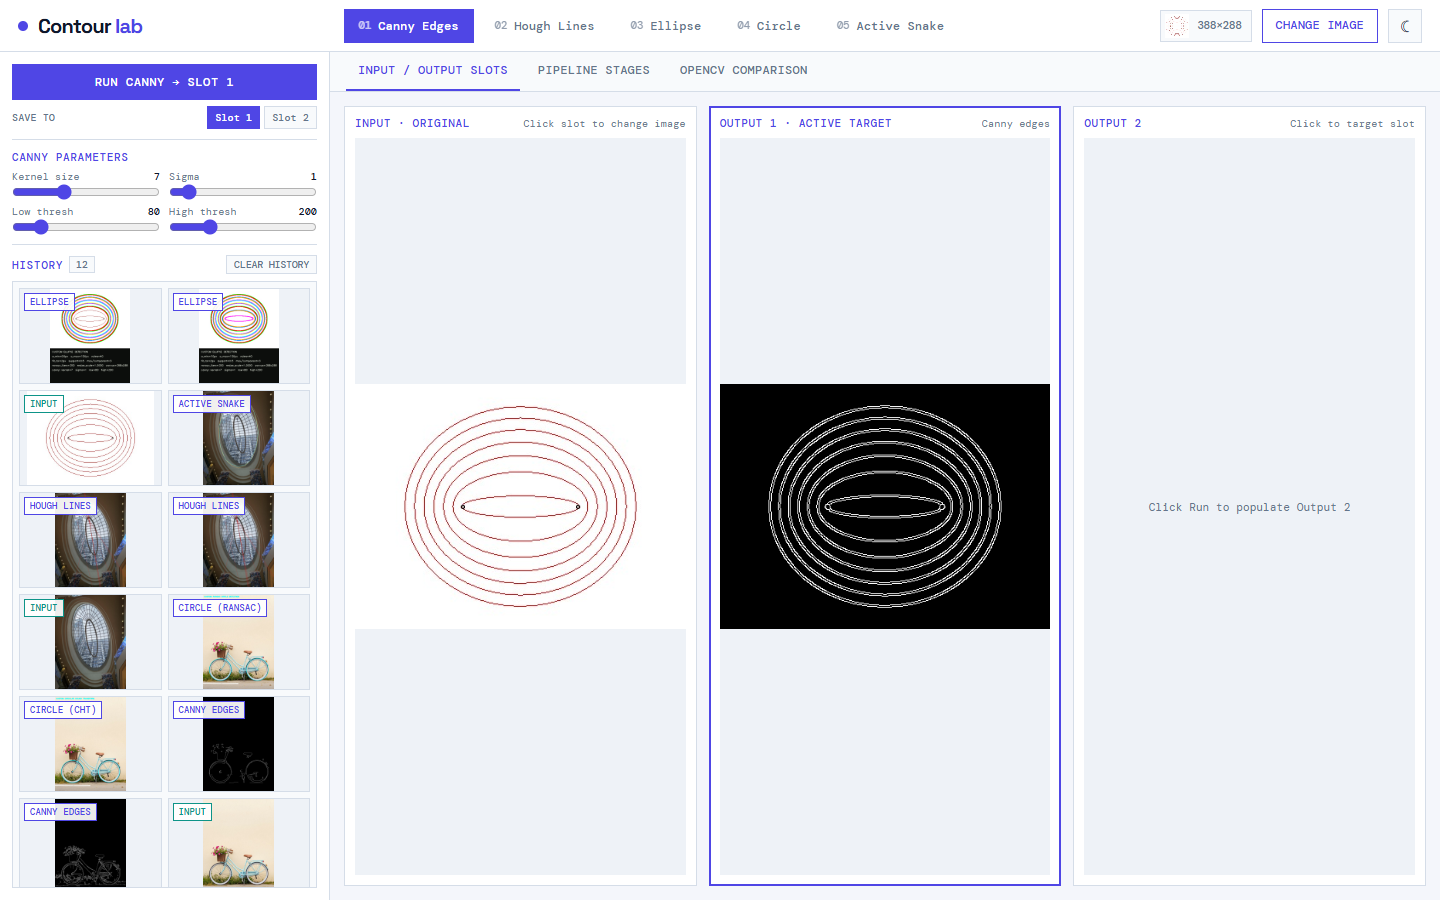 Contour lab
01 Canny Edges
02 Hough Lines
03 Ellipse
04 Circle
05 Active Snake
388×288
CHANGE IMAGE
RUN CANNY → SLOT 1
SAVE TO
Slot 1
Slot 2
CANNY PARAMETERS
Kernel size 7
Sigma 1
Low thresh 80
High thresh 200
HISTORY 12
CLEAR HISTORY
ELLIPSE
ELLIPSE
INPUT
ACTIVE SNAKE
HOUGH LINES
HOUGH LINES
INPUT
CIRCLE (RANSAC)
CIRCLE (CHT)
CANNY EDGES
CANNY EDGES
INPUT
INPUT / OUTPUT SLOTS
PIPELINE STAGES
OPENCV COMPARISON
INPUT · ORIGINAL
Click slot to change image
OUTPUT 1 · ACTIVE TARGET
Canny edges
OUTPUT 2
Click to target slot
Click Run to populate Output 2